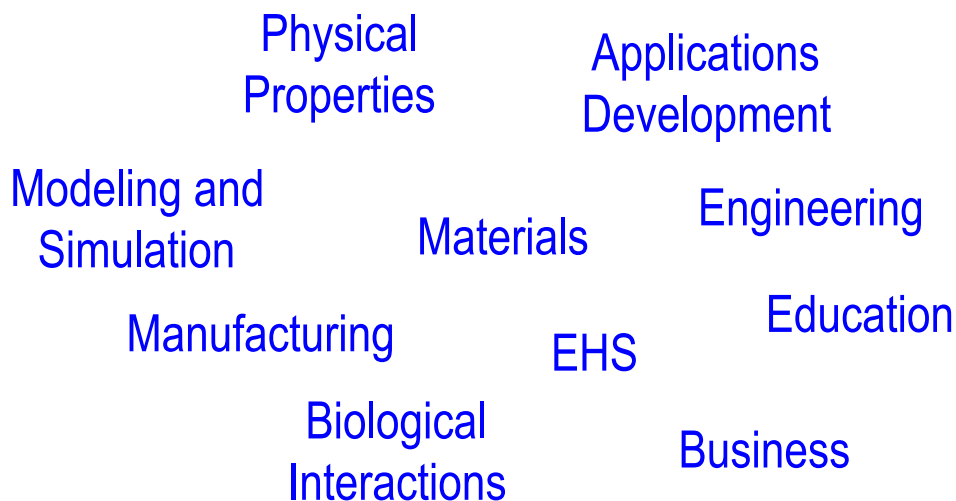 Physical
Properties
Applications
Development
Modeling and
Simulation
Materials
Engineering
Manufacturing
EHS
Education
Biological
Interactions
Business